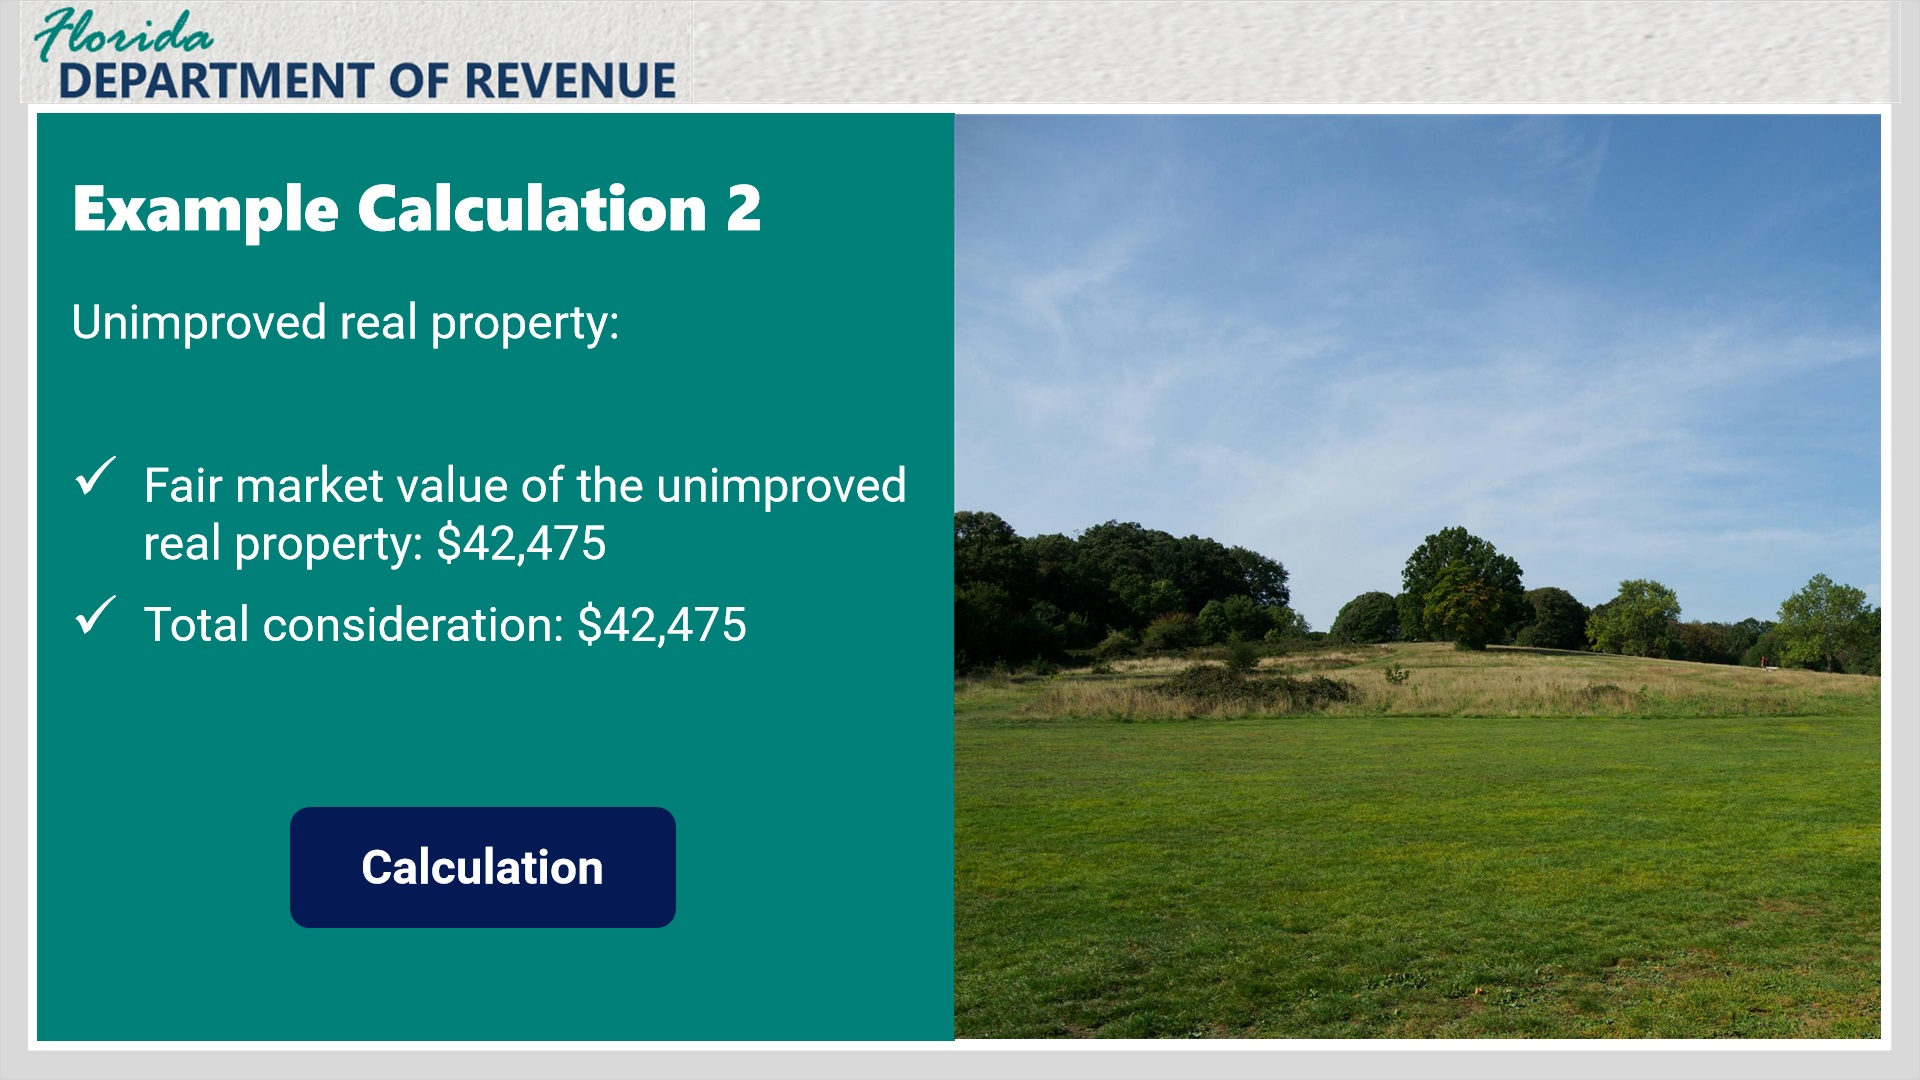 Florida
DEPARTMENT OF REVENUE
Example Calculation 2
Unimproved real property:
✓ Fair market value of the unimproved
real property: $42,475
✓ Total consideration: $42,475
Calculation